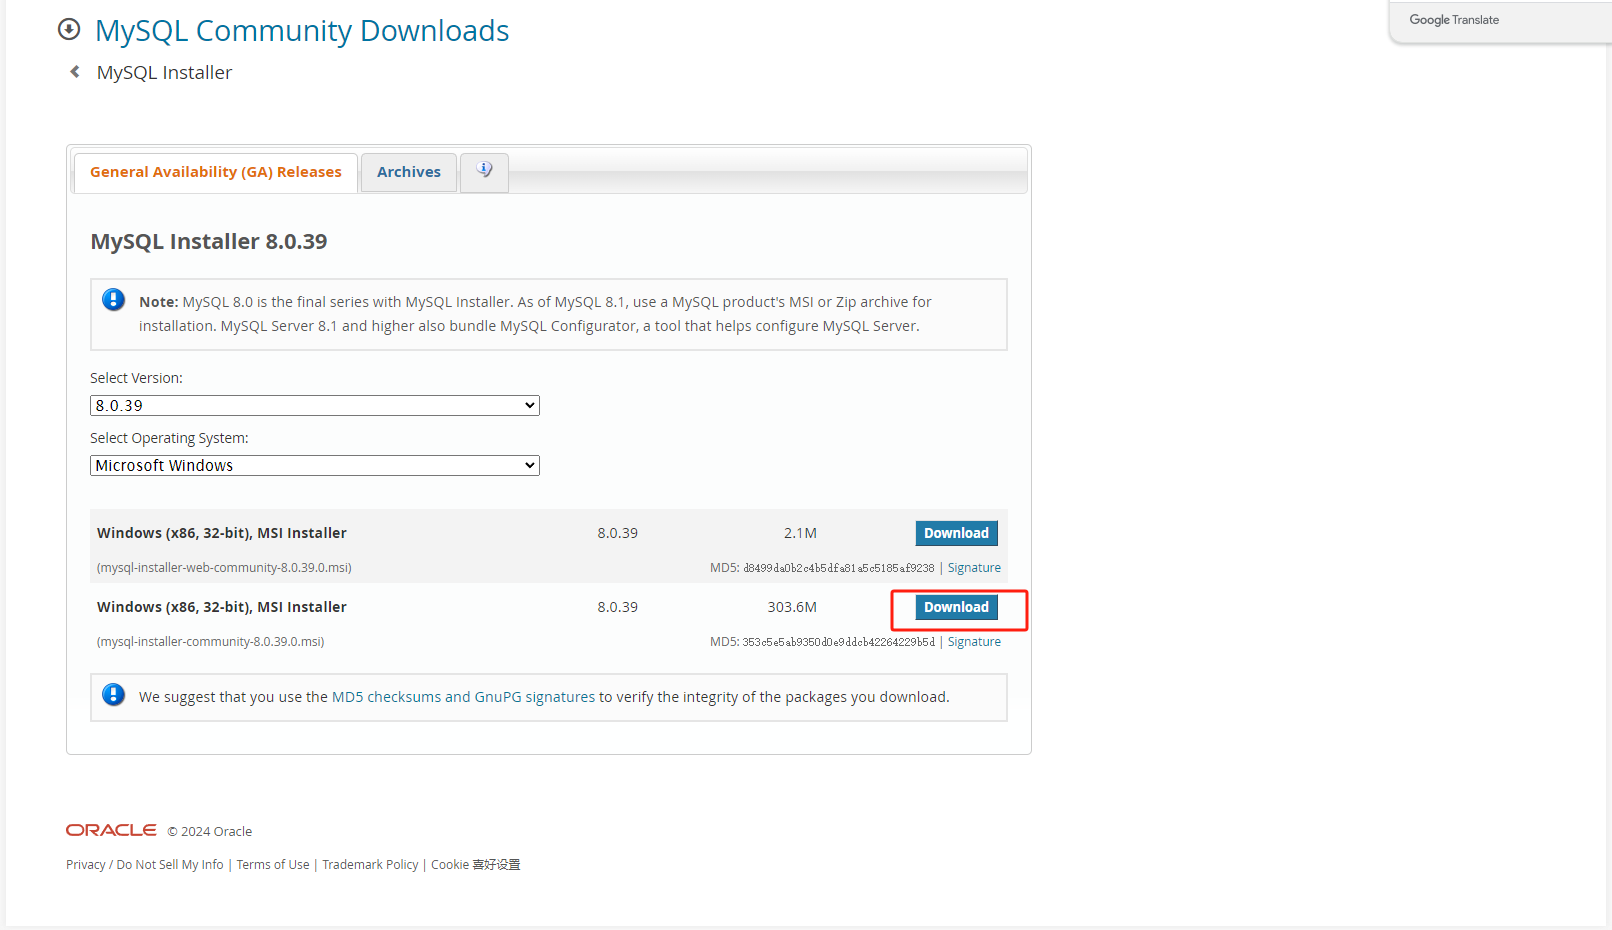 Google Translate
MySQL Community Downloads
MySQL Installer
General Availability (GA) Releases
Archives
MySQL Installer 8.0.39
Note: MySQL 8.0 is the final series with MySQL Installer. As of MySQL 8.1, use a MySQL product's MSI or Zip archive for
installation. MySQL Server 8.1 and higher also bundle MySQL Configurator, a tool that helps configure MySQL Server.
Select Version:
8.0.39
Select Operating System:
Microsoft Windows
Windows (x86, 32-bit), MSI Installer 8.0.39 2.1M Download
(mysql-installer-web-community-8.0.39.0.msi) MD5: d8499da0b2c4b5dfa81a5c5185af9238 | Signature
Windows (x86, 32-bit), MSI Installer 8.0.39 303.6M Download
(mysql-installer-community-8.0.39.0.msi) MD5: 353c5e5ab9350d0e9ddcb42264229b5d | Signature
We suggest that you use the MD5 checksums and GnuPG signatures to verify the integrity of the packages you download.
ORACLE © 2024 Oracle
Privacy / Do Not Sell My Info | Terms of Use | Trademark Policy | Cookie 喜好设置